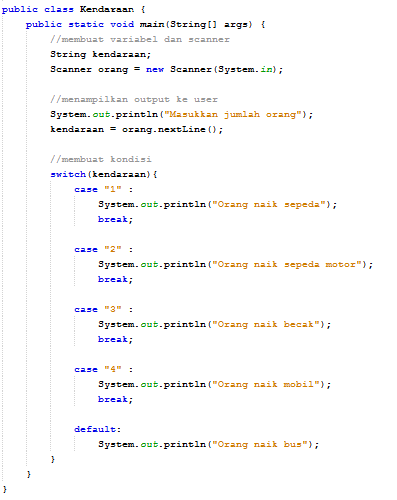 public class Kendaraan {
    public static void main(String[] args) {
        //membuat variabel dan scanner
        String kendaraan;
        Scanner orang = new Scanner(System.in);

        //menampilkan output ke user
        System.out.println("Masukkan jumlah orang");
        kendaraan = orang.nextLine();

        //membuat kondisi
        switch(kendaraan){
            case "1" :
                System.out.println("Orang naik sepeda");
                break;

            case "2" :
                System.out.println("Orang naik sepeda motor");
                break;

            case "3" :
                System.out.println("Orang naik becak");
                break;

            case "4" :
                System.out.println("Orang naik mobil");
                break;

            default:
                System.out.println("Orang naik bus");
        }
    }
}